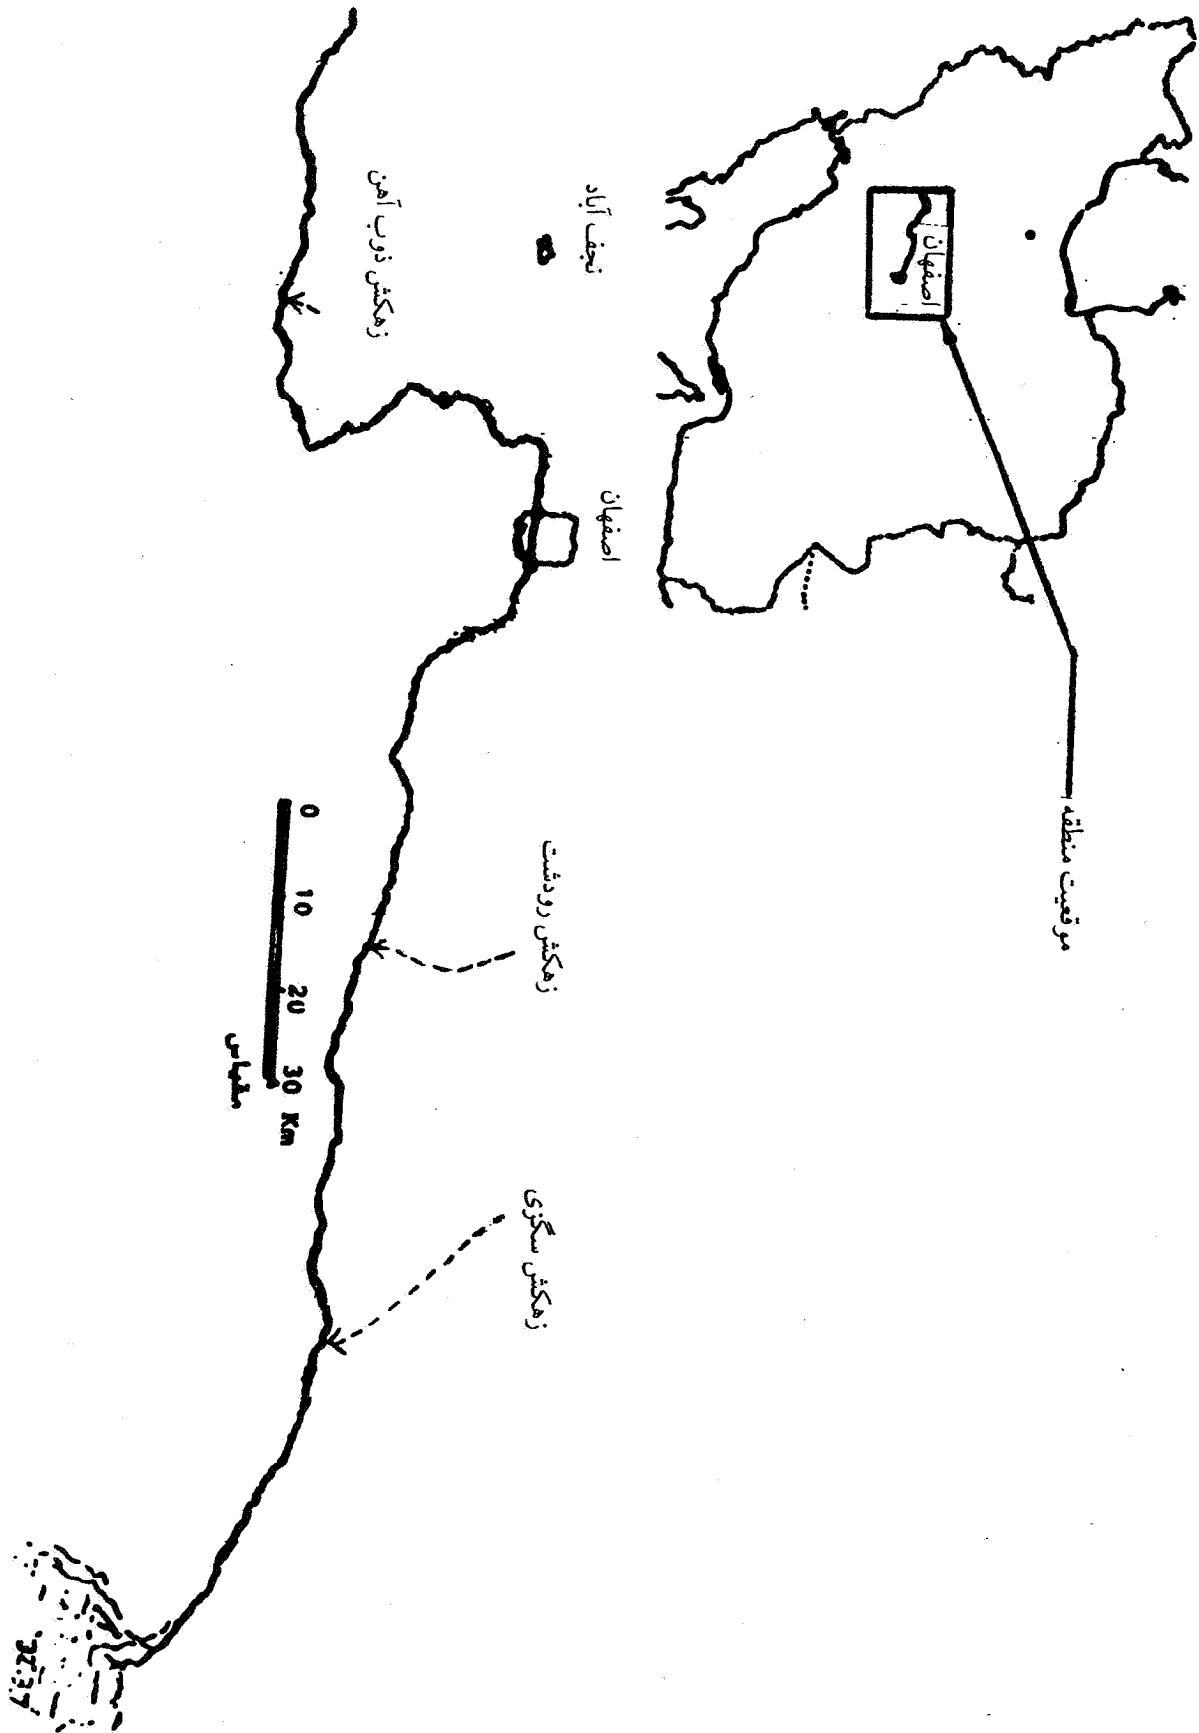 اصفهان
موقعیت منطقه
نجف آباد
اصفهان
زهکش ذوب آهن
زهکش رودشت
زهکش سگزی
0 10 20 30 Km
مقیاس